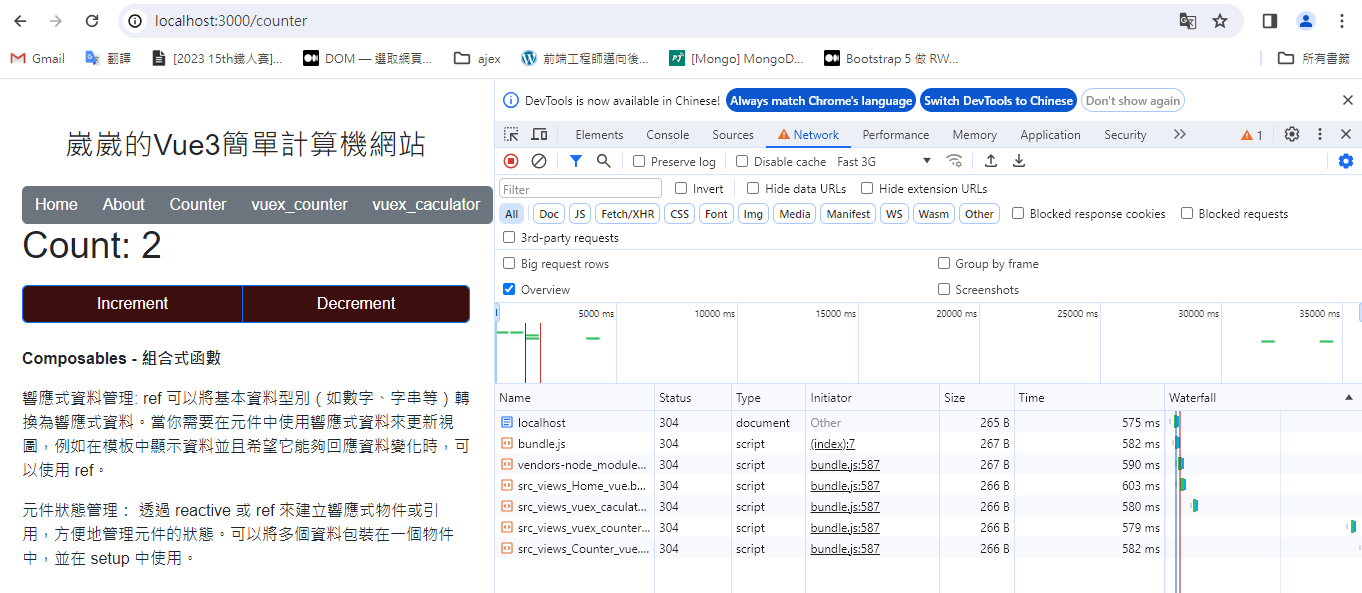 localhost:3000/counter
Gmail 翻譯 [2023 15th鐵人賽]... DOM — 選取網頁... ajex 前端工程師邁向後... [Mongo] MongoD... Bootstrap 5 做 RW... 所有書籤
DevTools is now available in Chinese! Always match Chrome's language Switch DevTools to Chinese Don't show again
Elements Console Sources Network Performance Memory Application Security 1
Preserve log Disable cache Fast 3G
Filter Invert Hide data URLs Hide extension URLs
All Doc JS Fetch/XHR CSS Font Img Media Manifest WS Wasm Other Blocked response cookies Blocked requests
3rd-party requests
Big request rows Group by frame
Overview Screenshots
5000 ms 10000 ms 15000 ms 20000 ms 25000 ms 30000 ms 35000 ms
Name Status Type Initiator Size Time Waterfall
localhost 304 document Other 265 B 575 ms
bundle.js 304 script (index):7 267 B 582 ms
vendors-node_module... 304 script bundle.js:587 267 B 590 ms
src_views_Home_vue.b... 304 script bundle.js:587 266 B 603 ms
src_views_vuex_caculat... 304 script bundle.js:587 266 B 580 ms
src_views_vuex_counter... 304 script bundle.js:587 266 B 579 ms
src_views_Counter_vue.... 304 script bundle.js:587 266 B 582 ms
崴崴的Vue3簡單計算機網站
Home About Counter vuex_counter vuex_caculator
Count: 2
Increment Decrement
Composables - 組合式函數
響應式資料管理: ref 可以將基本資料型別（如數字、字串等）轉
換為響應式資料。當你需要在元件中使用響應式資料來更新視
圖，例如在模板中顯示資料並且希望它能夠回應資料變化時，可
以使用 ref。
元件狀態管理： 透過 reactive 或 ref 來建立響應式物件或引
用，方便地管理元件的狀態。可以將多個資料包裝在一個物件
中，並在 setup 中使用。